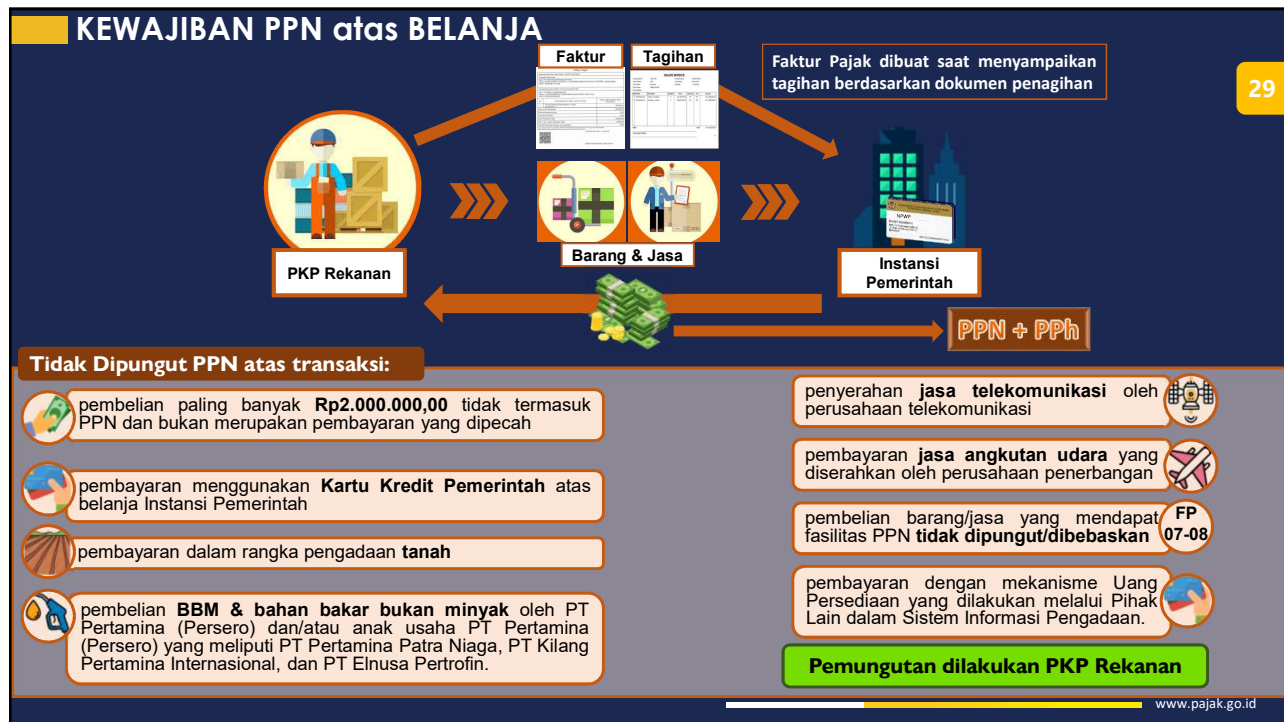 KEWAJIBAN PPN atas BELANJA
Faktur
Tagihan
Faktur Pajak dibuat saat menyampaikan
tagihan berdasarkan dokumen penagihan
29
NPWP
PKP Rekanan
Barang & Jasa
Instansi
Pemerintah
PPN + PPh
Tidak Dipungut PPN atas transaksi:
pembelian paling banyak Rp2.000.000,00 tidak termasuk
PPN dan bukan merupakan pembayaran yang dipecah
pembayaran menggunakan Kartu Kredit Pemerintah atas
belanja Instansi Pemerintah
pembayaran dalam rangka pengadaan tanah
pembelian BBM & bahan bakar bukan minyak oleh PT
Pertamina (Persero) dan/atau anak usaha PT Pertamina
(Persero) yang meliputi PT Pertamina Patra Niaga, PT Kilang
Pertamina Internasional, dan PT Elnusa Pertrofin.
penyerahan jasa telekomunikasi oleh
perusahaan telekomunikasi
pembayaran jasa angkutan udara yang
diserahkan oleh perusahaan penerbangan
pembelian barang/jasa yang mendapat
fasilitas PPN tidak dipungut/dibebaskan
FP
07-08
pembayaran dengan mekanisme Uang
Persediaan yang dilakukan melalui Pihak
Lain dalam Sistem Informasi Pengadaan.
Pemungutan dilakukan PKP Rekanan
www.pajak.go.id